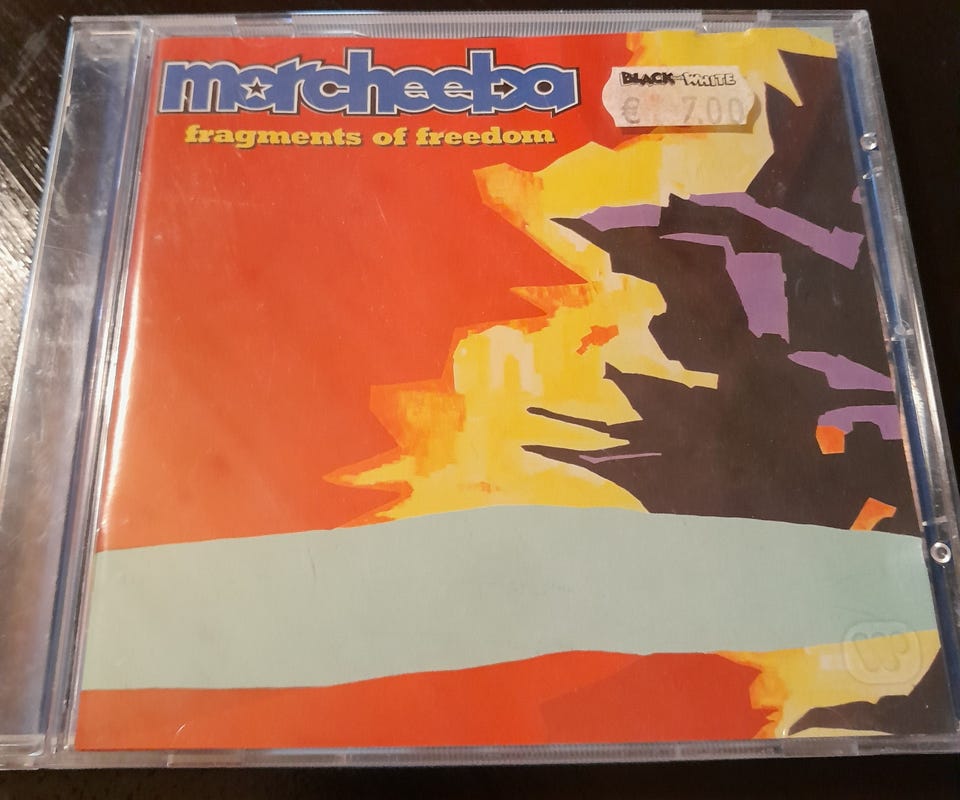 morcheeba
fragments of freedom
BLACK-WHITE
€ 7.00